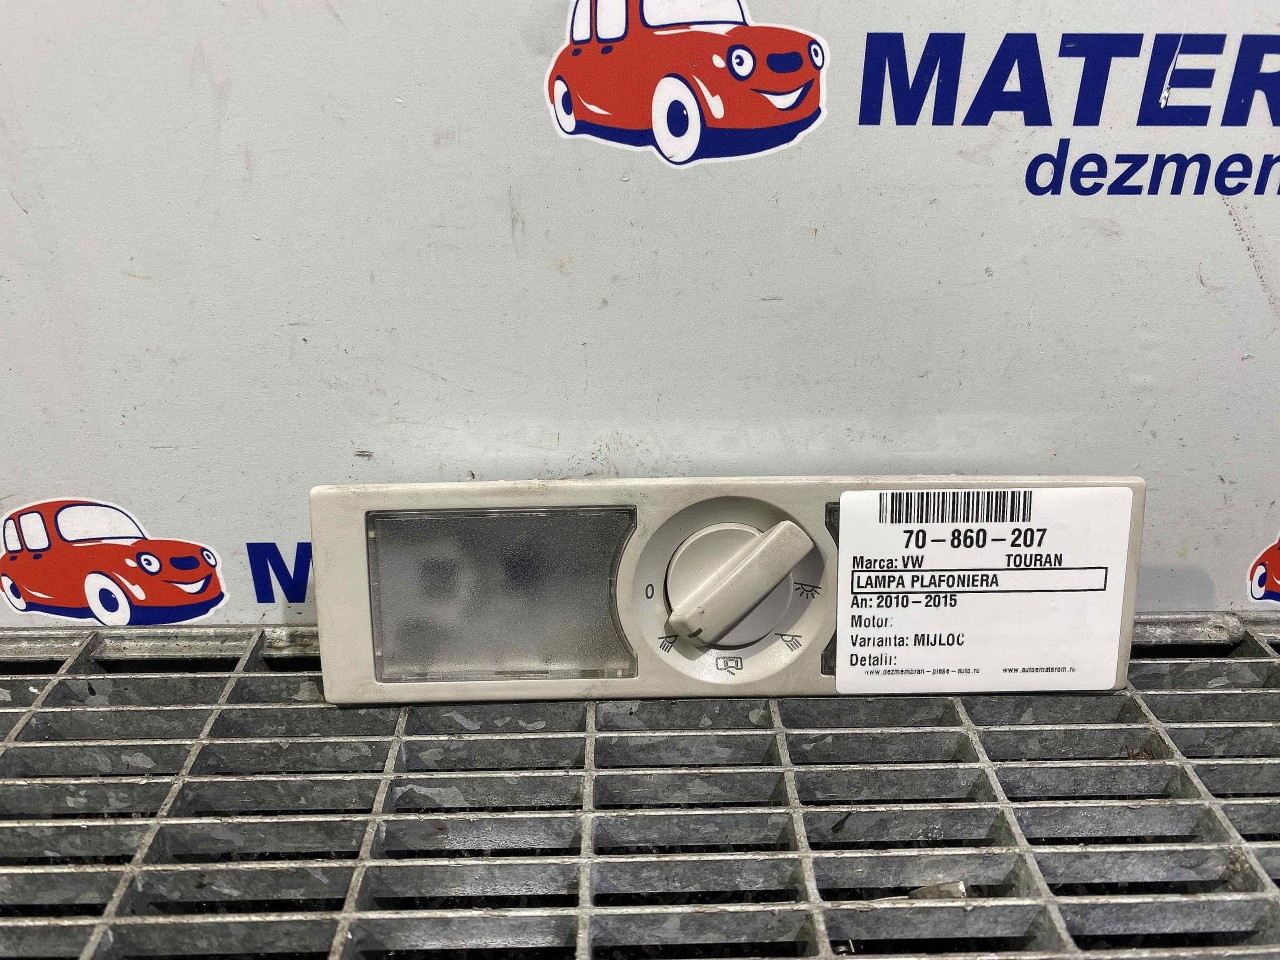 MATER
dezmem
M
0
70-860-207
Marca: VW TOURAN
LAMPA PLAFONIERA
An: 2010-2015
Motor:
Varianta: MIJLOC
Detalii:
www.dezmembrari-piese-auto.ro www.autoematerom.ro